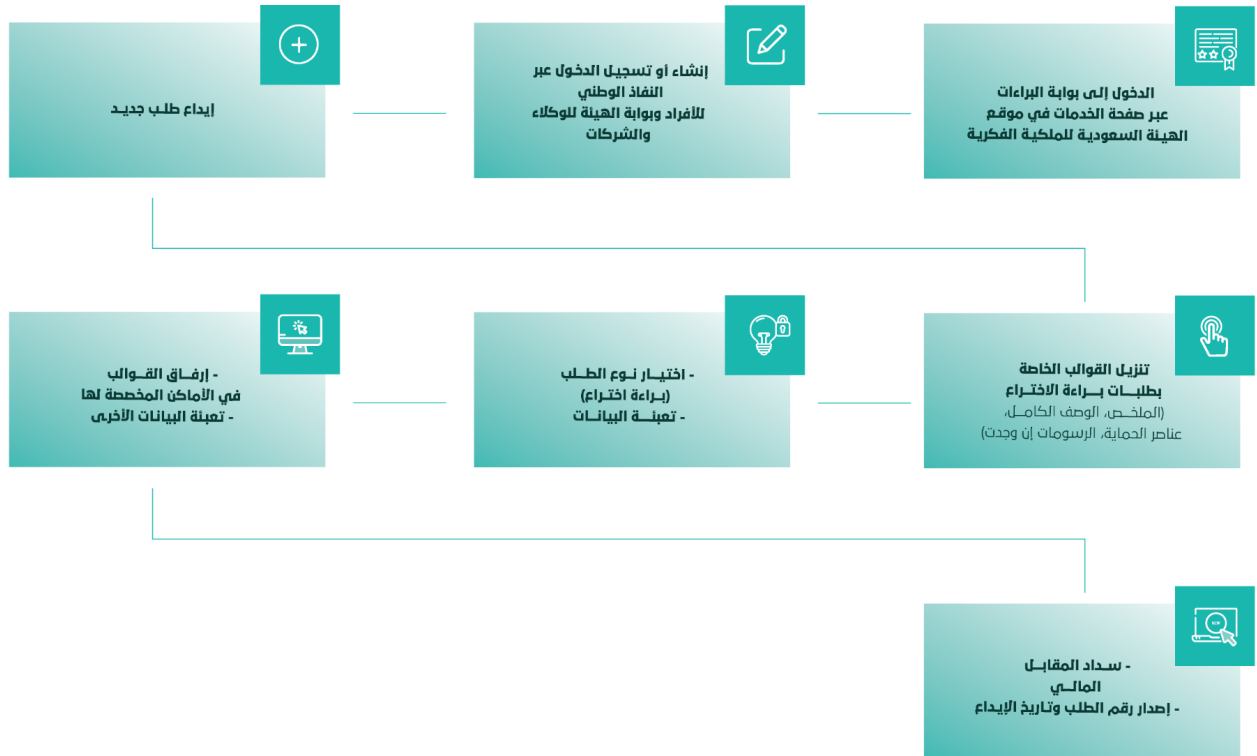 الدخول إلى بوابة البراءات
عبر صفحة الخدمات في موقع
الهيئة السعودية للملكية الفكرية
إنشاء أو تسجيل الدخول عبر
النفاذ الوطني
للأفراد وبوابة الهيئة للوكلاء
والشركات
إيداع طلب جديد
تنزيل القوالب الخاصة
بطلبات براءة الاختراع
(الملخص، الوصف الكامل،
عناصر الحماية، الرسومات إن وجدت)
- اختيار نوع الطلب
(براءة اختراع)
- تعبئة البيانات
- إرفاق القوالب
في الأماكن المخصصة لها
- تعبئة البيانات الأخرى
- سداد المقابل
المالي
- إصدار رقم الطلب وتاريخ الإيداع